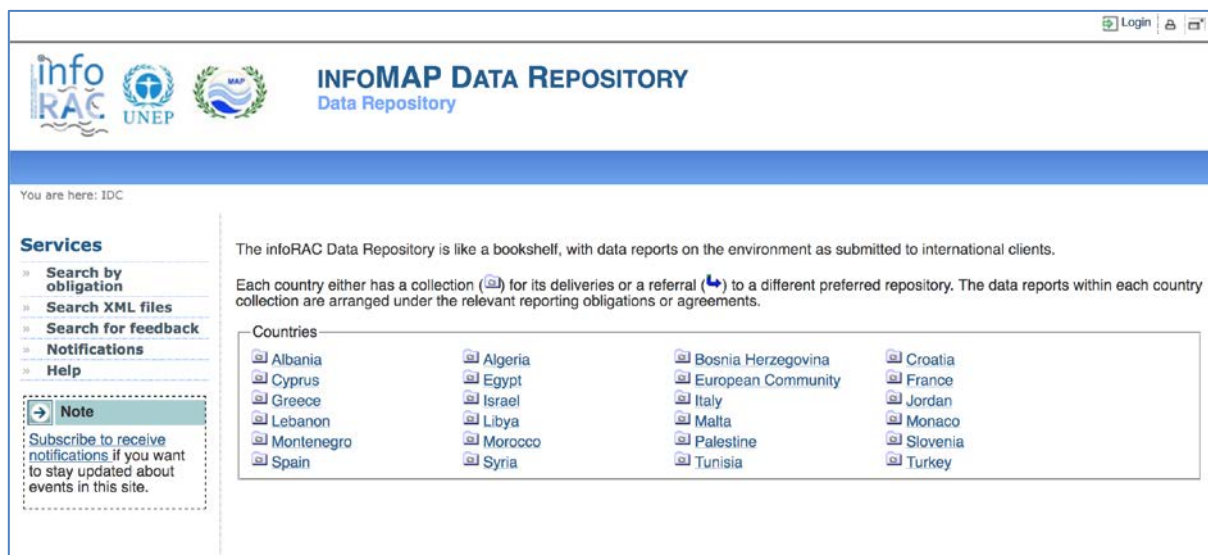 Login
info
RAC
UNEP
MAP
INFOMAP DATA REPOSITORY
Data Repository
You are here: IDC
Services
» Search by
obligation
» Search XML files
» Search for feedback
» Notifications
» Help
Note
Subscribe to receive
notifications if you want
to stay updated about
events in this site.
The infoRAC Data Repository is like a bookshelf, with data reports on the environment as submitted to international clients.
Each country either has a collection () for its deliveries or a referral () to a different preferred repository. The data reports within each country
collection are arranged under the relevant reporting obligations or agreements.
Countries
Albania Algeria Bosnia Herzegovina Croatia
Cyprus Egypt European Community France
Greece Israel Italy Jordan
Lebanon Libya Malta Monaco
Montenegro Morocco Palestine Slovenia
Spain Syria Tunisia Turkey